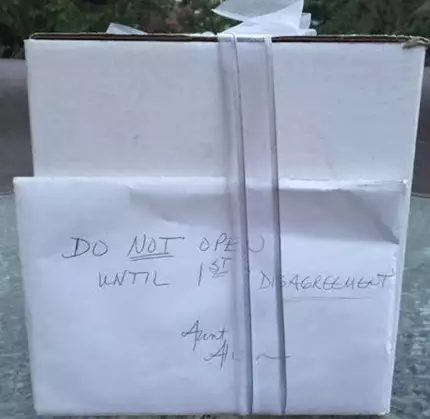 DO NOT OPEN
UNTIL 1ST DISAGREEMENT
Aunt